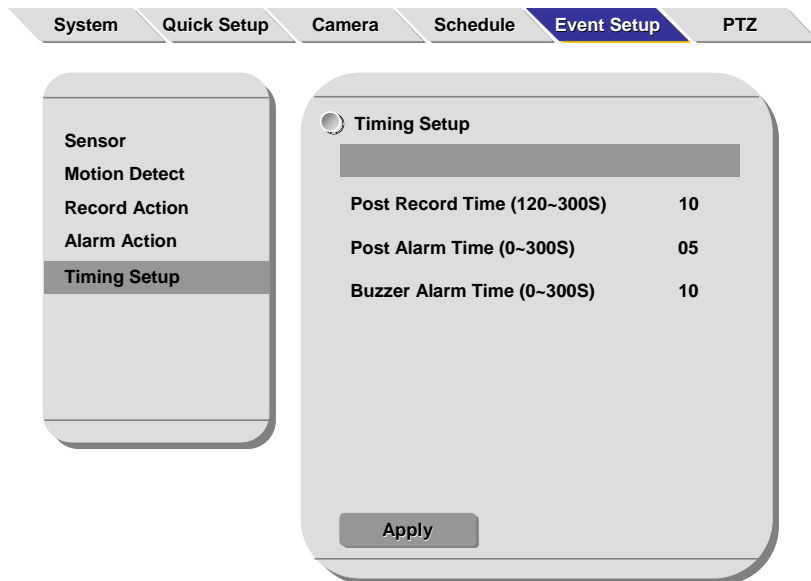 System Quick Setup Camera Schedule Event Setup PTZ
Sensor
Motion Detect
Record Action
Alarm Action
Timing Setup
Timing Setup
Post Record Time (120~300S) 10
Post Alarm Time (0~300S) 05
Buzzer Alarm Time (0~300S) 10
Apply